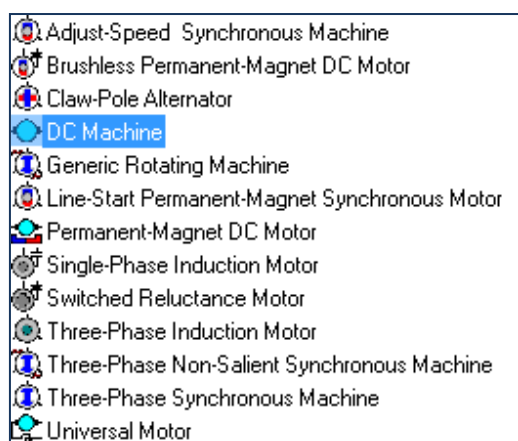 Adjust-Speed  Synchronous Machine
Brushless Permanent-Magnet DC Motor
Claw-Pole Alternator
DC Machine
Generic Rotating Machine
Line-Start Permanent-Magnet Synchronous Motor
Permanent-Magnet DC Motor
Single-Phase Induction Motor
Switched Reluctance Motor
Three-Phase Induction Motor
Three-Phase Non-Salient Synchronous Machine
Three-Phase Synchronous Machine
Universal Motor